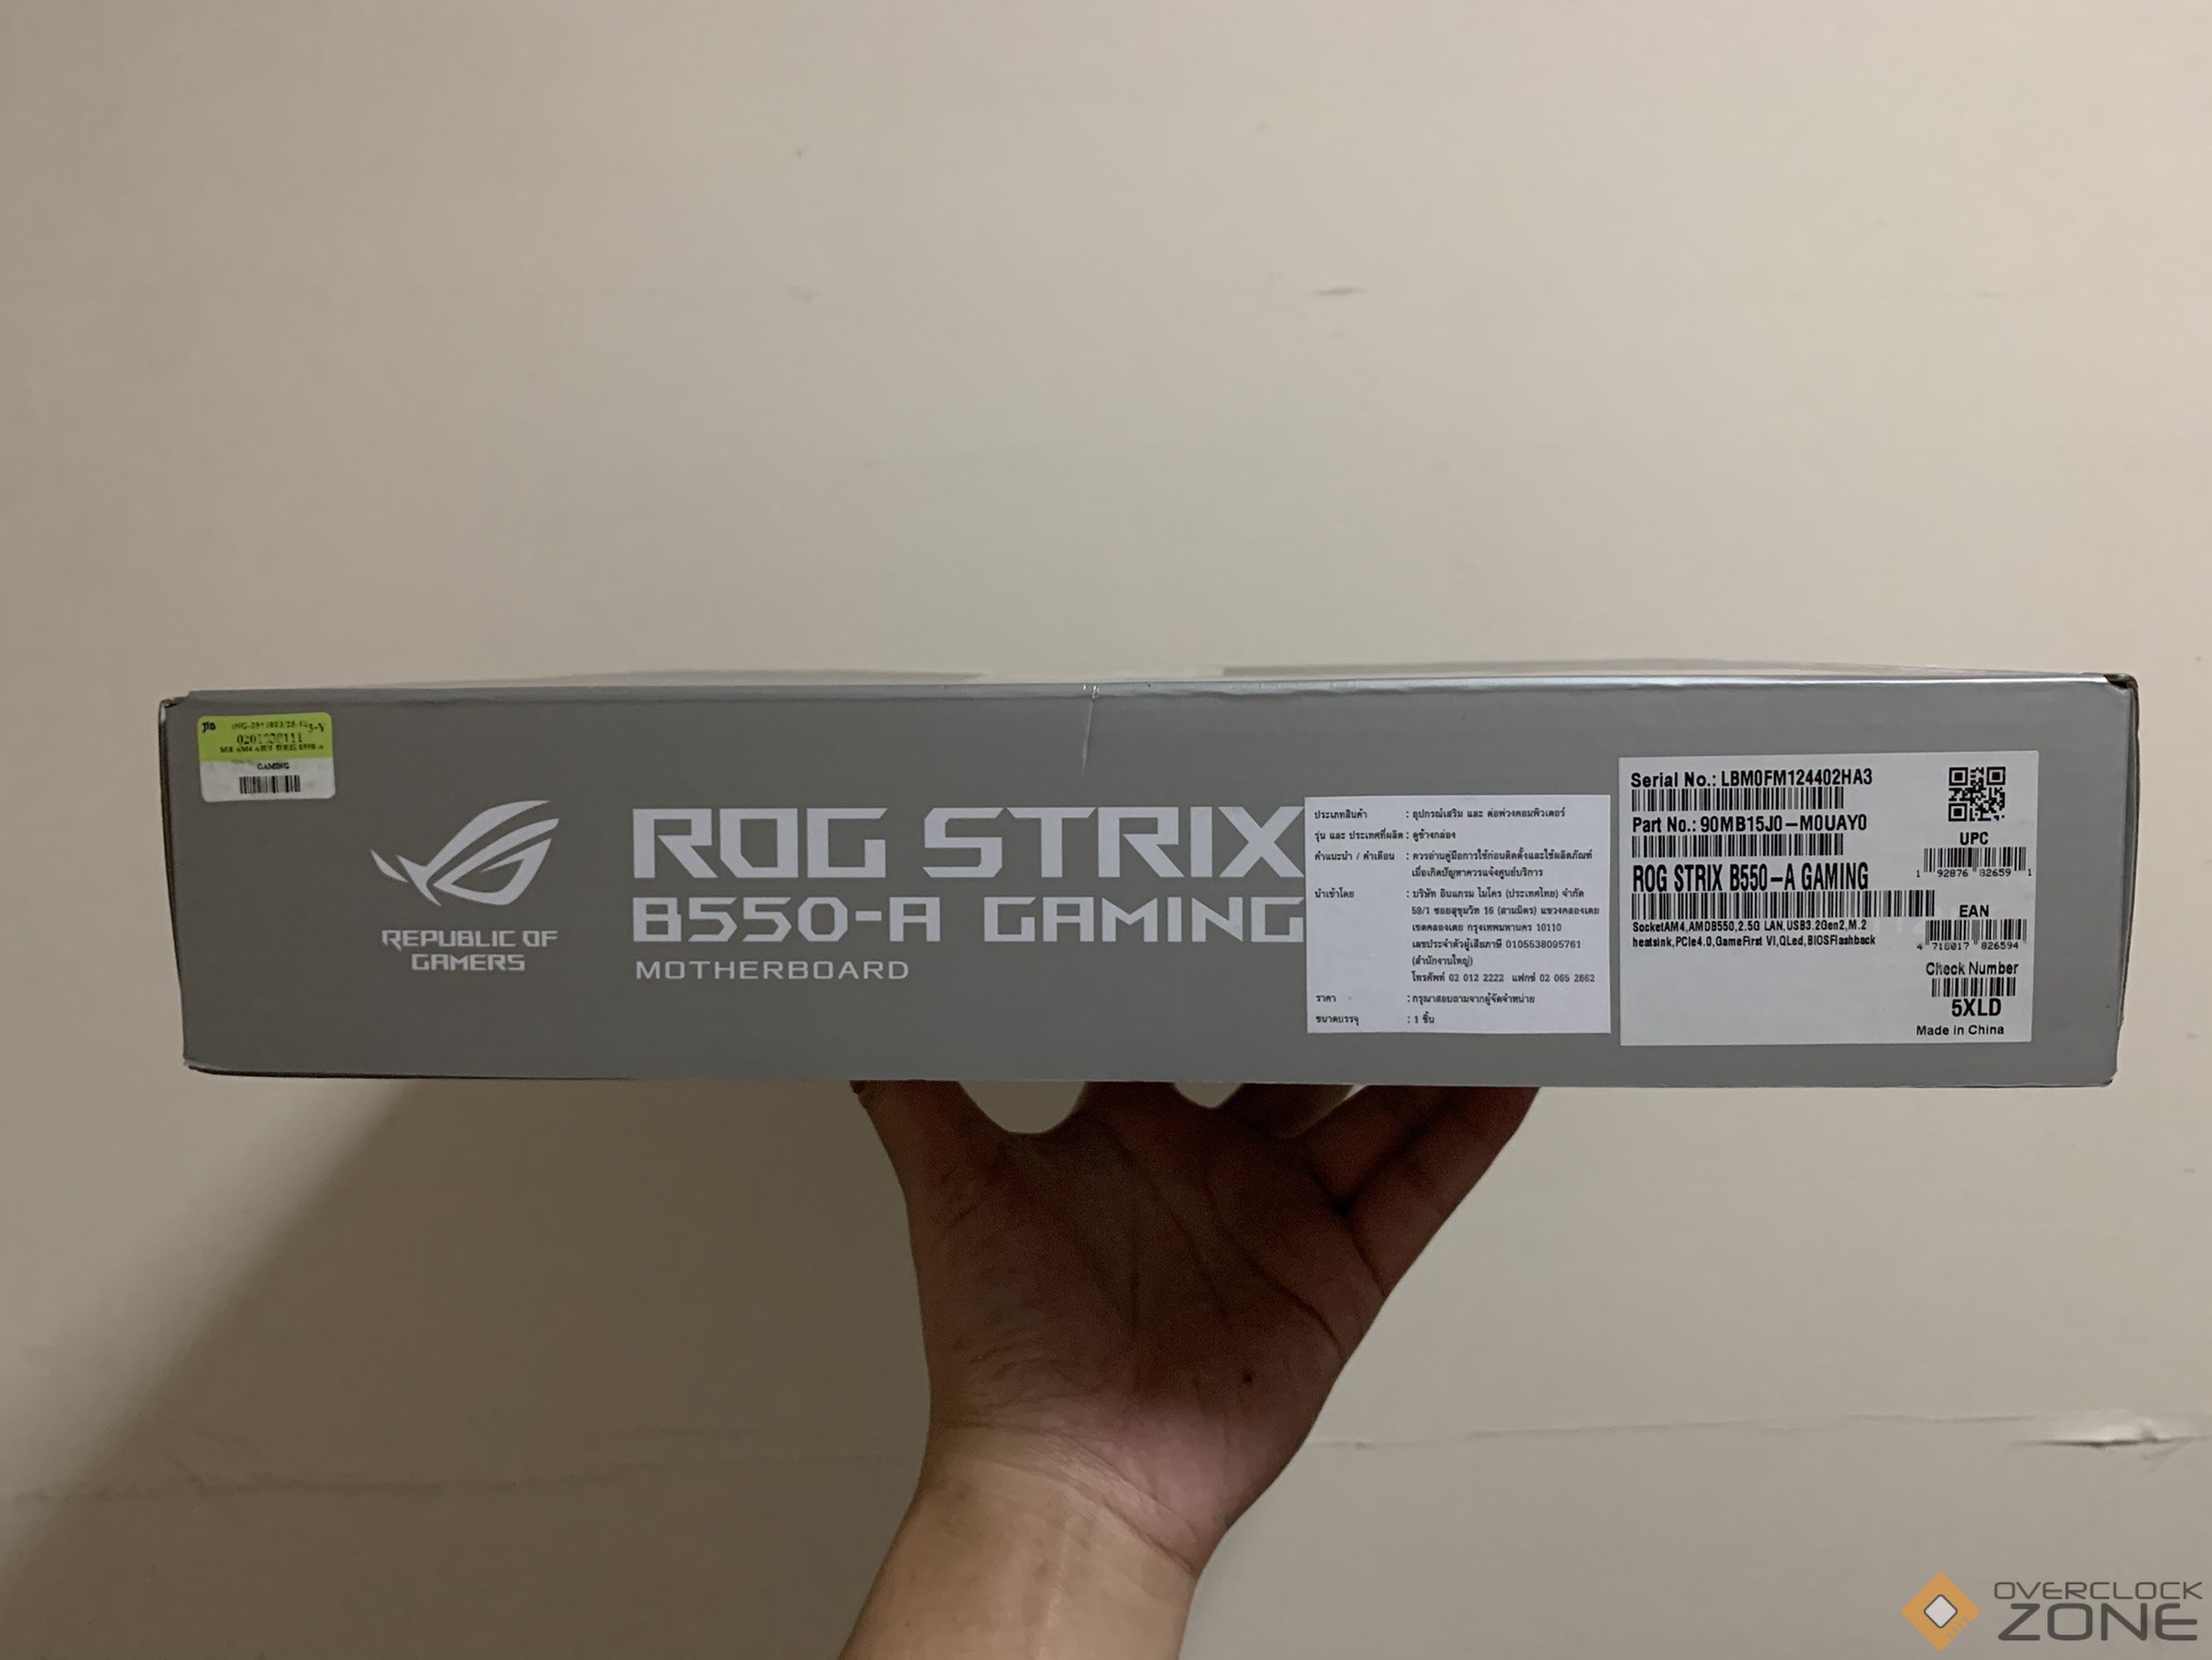 JIB
GAMING
REPUBLIC OF
GAMERS
ROG STRIX
B550-A GAMING
MOTHERBOARD
ประเภทสินค้า : อุปกรณ์เสริม และ ต่อพ่วงคอมพิวเตอร์
รุ่น และ ประเทศที่ผลิต : ดูข้างกล่อง
คำแนะนำ / คำเตือน : ควรอ่านคู่มือการใช้ก่อนติดตั้งและใช้ผลิตภัณฑ์
เมื่อเกิดปัญหาควรแจ้งศูนย์บริการ
นำเข้าโดย : บริษัท อินแกรม ไมโคร (ประเทศไทย) จำกัด
59/1 ซอยสุขุมวิท 16 (สามมิตร) แขวงคลองเตย
เขตคลองเตย กรุงเทพมหานคร 10110
เลขประจำตัวผู้เสียภาษี 0105538095761
(สำนักงานใหญ่)
โทรศัพท์ 02 012 2222 แฟกซ์ 02 065 2862
ราคา : กรุณาสอบถามจากผู้จัดจำหน่าย
ขนาดบรรจุ : 1 ชิ้น
Serial No.: LBM0FM124402HA3
Part No.: 90MB15J0-M0UAY0
ROG STRIX B550-A GAMING
SocketAM4,AMDB550,2.5G LAN,USB3.2Gen2,M.2
heatsink,PCIe4.0,GameFirst VI,QLed,BIOSFlashback
UPC
1 92876 82659 1
EAN
4 718017 826594
Check Number
5XLD
Made in China
OVERCLOCK
ZONE